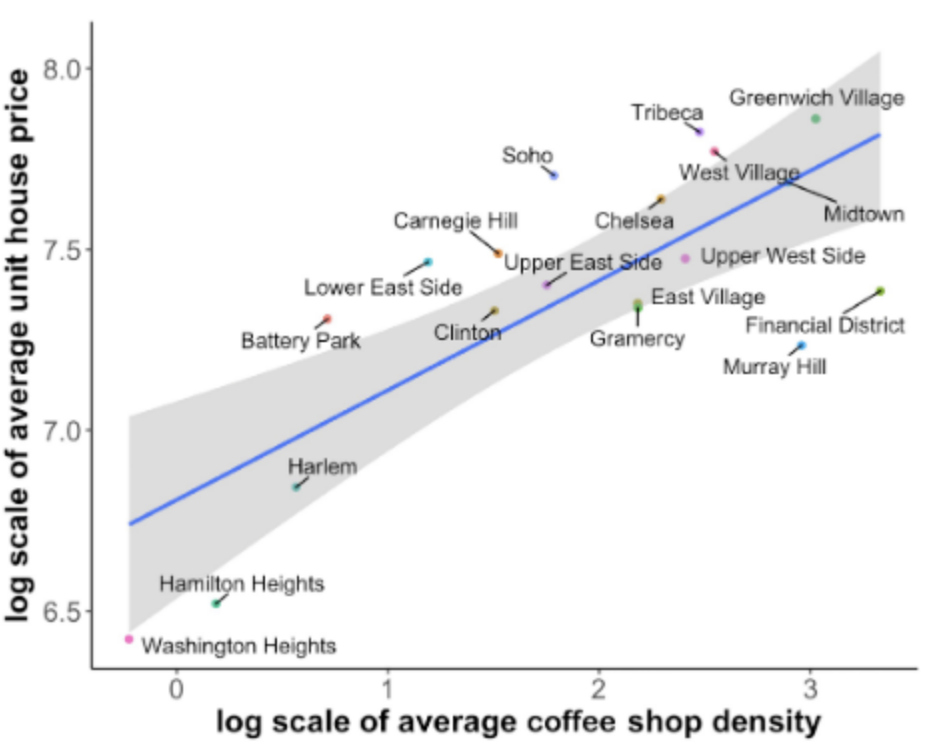 log scale of average unit house price
8.0
7.5
7.0
6.5
Greenwich Village
Tribeca
Soho
West Village
Midtown
Carnegie Hill
Chelsea
Upper East Side
Upper West Side
Lower East Side
East Village
Financial District
Battery Park
Clinton
Gramercy
Murray Hill
Harlem
Hamilton Heights
Washington Heights
0 1 2 3
log scale of average coffee shop density